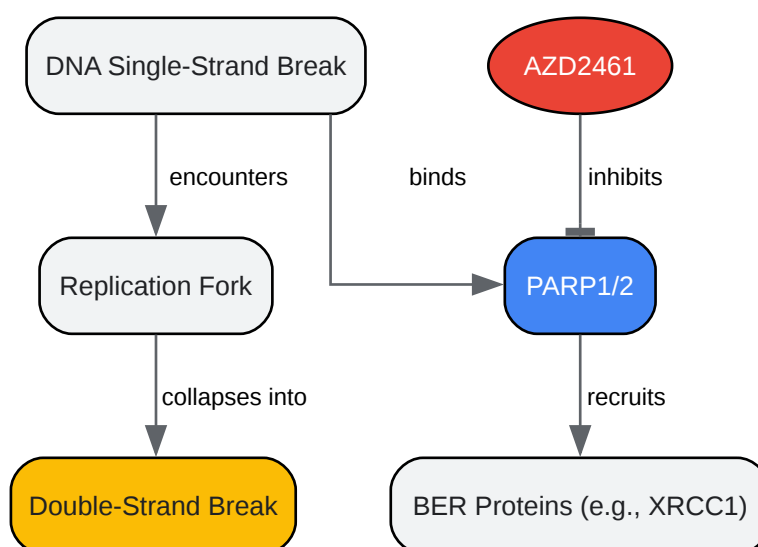 DNA Single-Strand Break
AZD2461
encounters
binds
inhibits
Replication Fork
PARP1/2
collapses into
recruits
Double-Strand Break
BER Proteins (e.g., XRCC1)